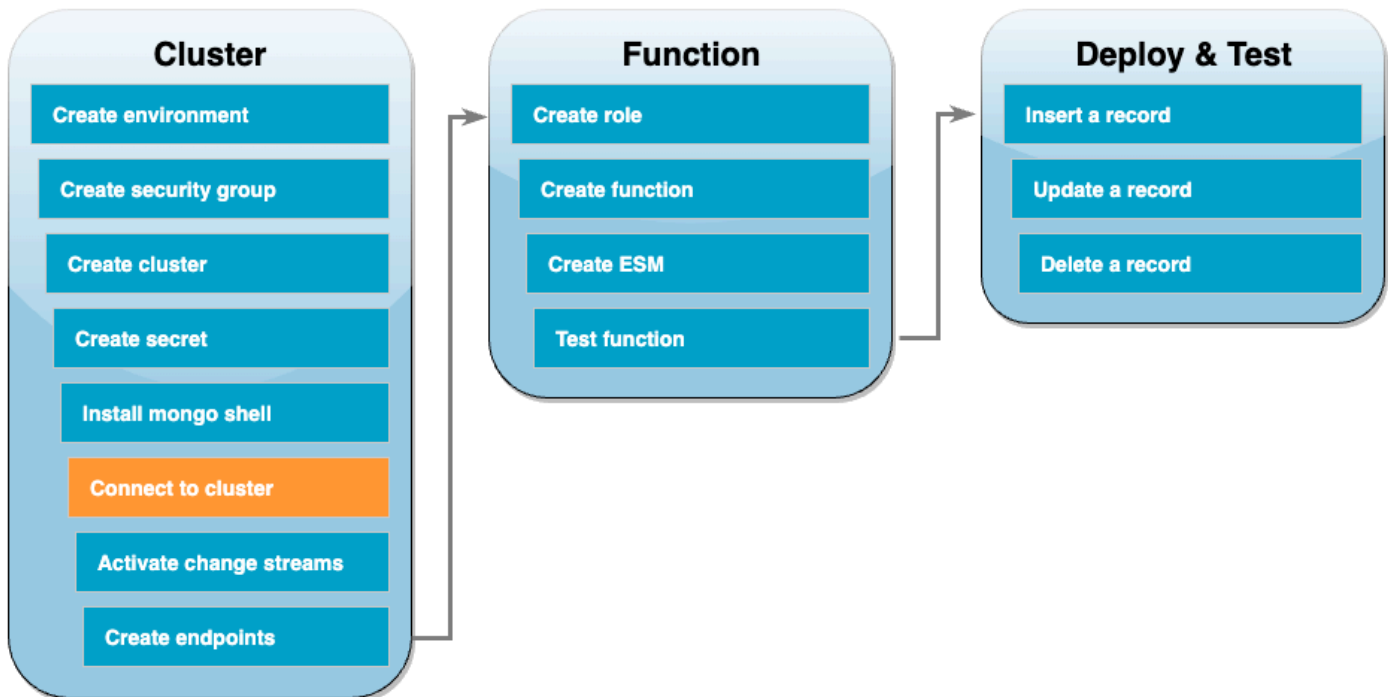 Cluster
Create environment
Create security group
Create cluster
Create secret
Install mongo shell
Connect to cluster
Activate change streams
Create endpoints
Function
Create role
Create function
Create ESM
Test function
Deploy & Test
Insert a record
Update a record
Delete a record